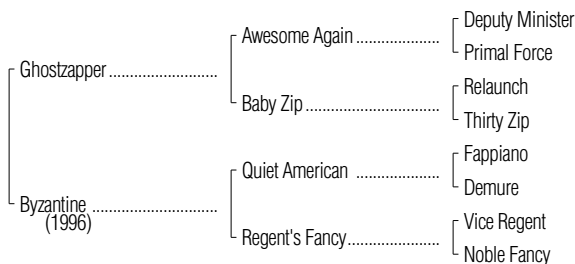 Deputy Minister
Awesome Again ....................
Primal Force
Ghostzapper ..........................
Relaunch
Baby Zip ................................
Thirty Zip
Fappiano
Quiet American ....................
Demure
Byzantine ..............................
(1996)
Vice Regent
Regent's Fancy ......................
Noble Fancy